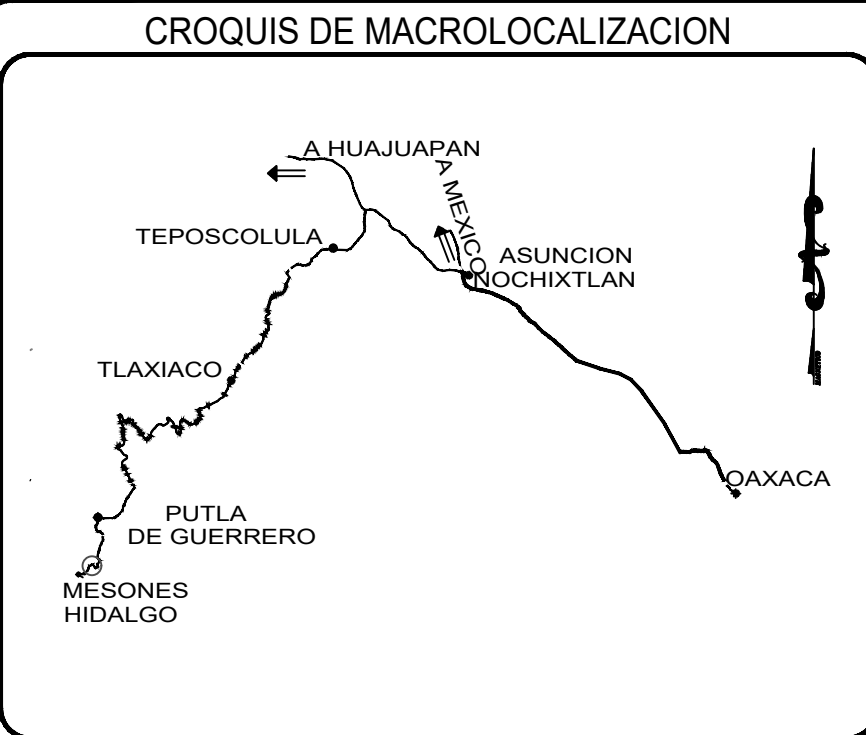 CROQUIS DE MACROLOCALIZACION
A HUAJUAPAN
A MEXICO
TEPOSCOLULA
ASUNCION
NOCHIXTLAN
TLAXIACO
OAXACA
PUTLA
DE GUERRERO
MESONES
HIDALGO